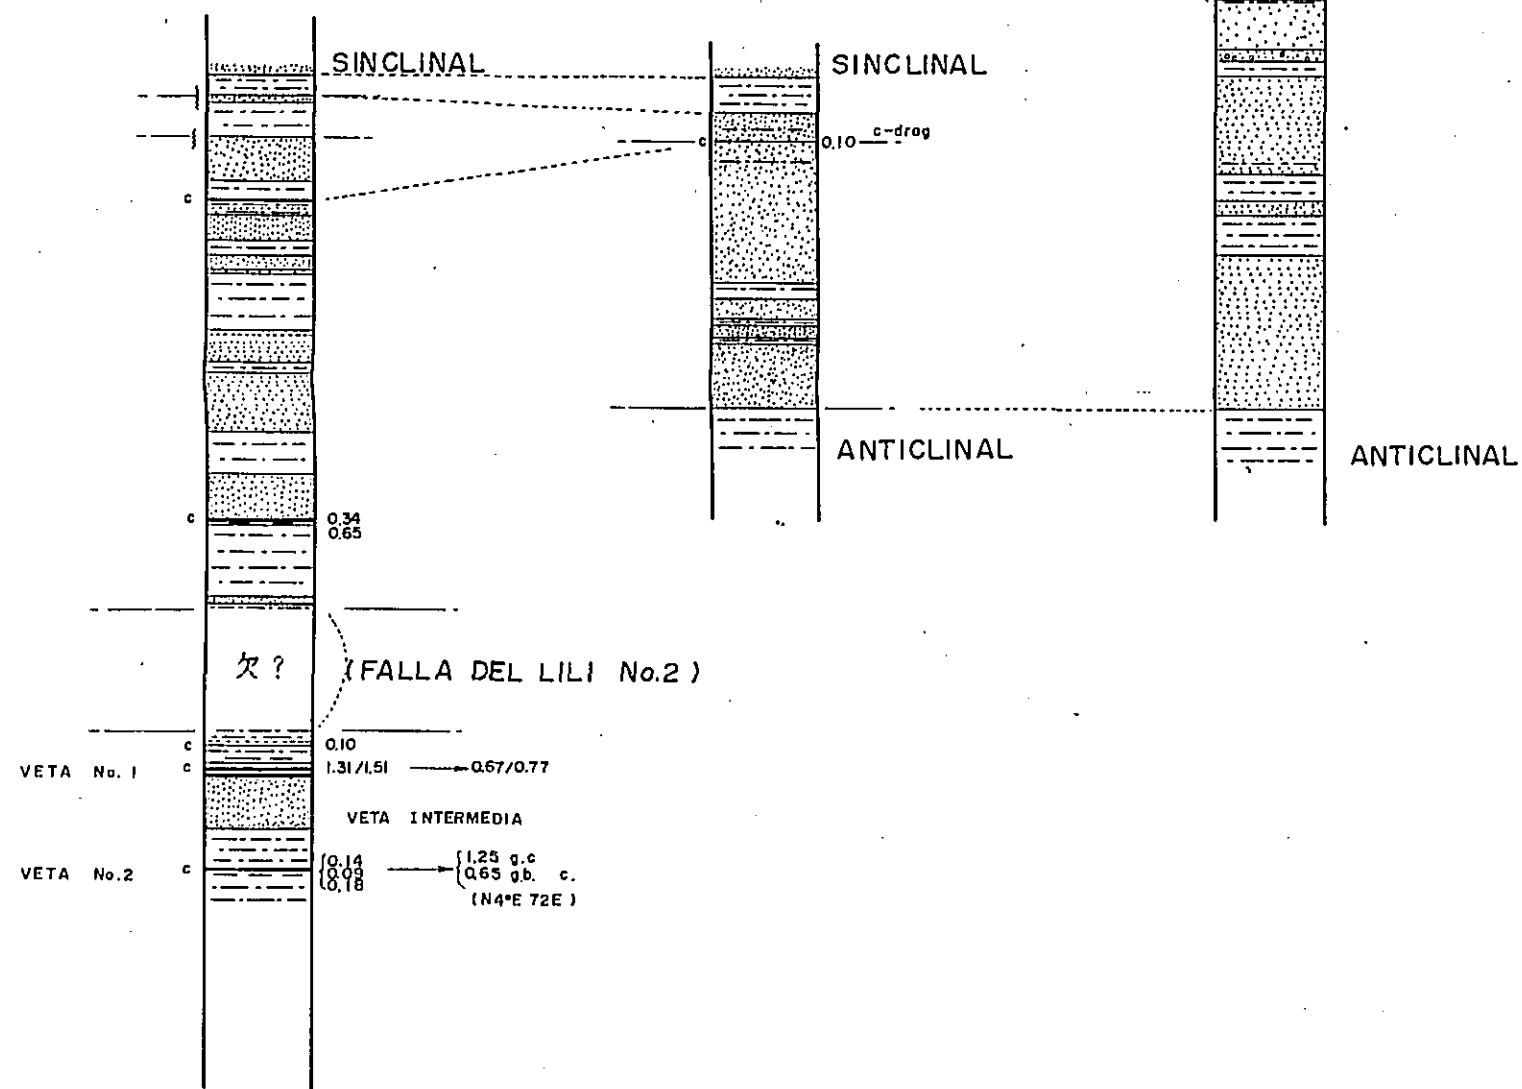 SINCLINAL
SINCLINAL
c-drag
c
0.10
c
ANTICLINAL
ANTICLINAL
c
0.34
0.65
欠?
(FALLA DEL LILI No.2)
c
0.10
VETA No. 1
c
1.31/1.51
0.67/0.77
VETA INTERMEDIA
VETA No.2
c
0.14
0.09
0.18
1.25 g.c
0.65 g.b. c.
(N4°E 72E)